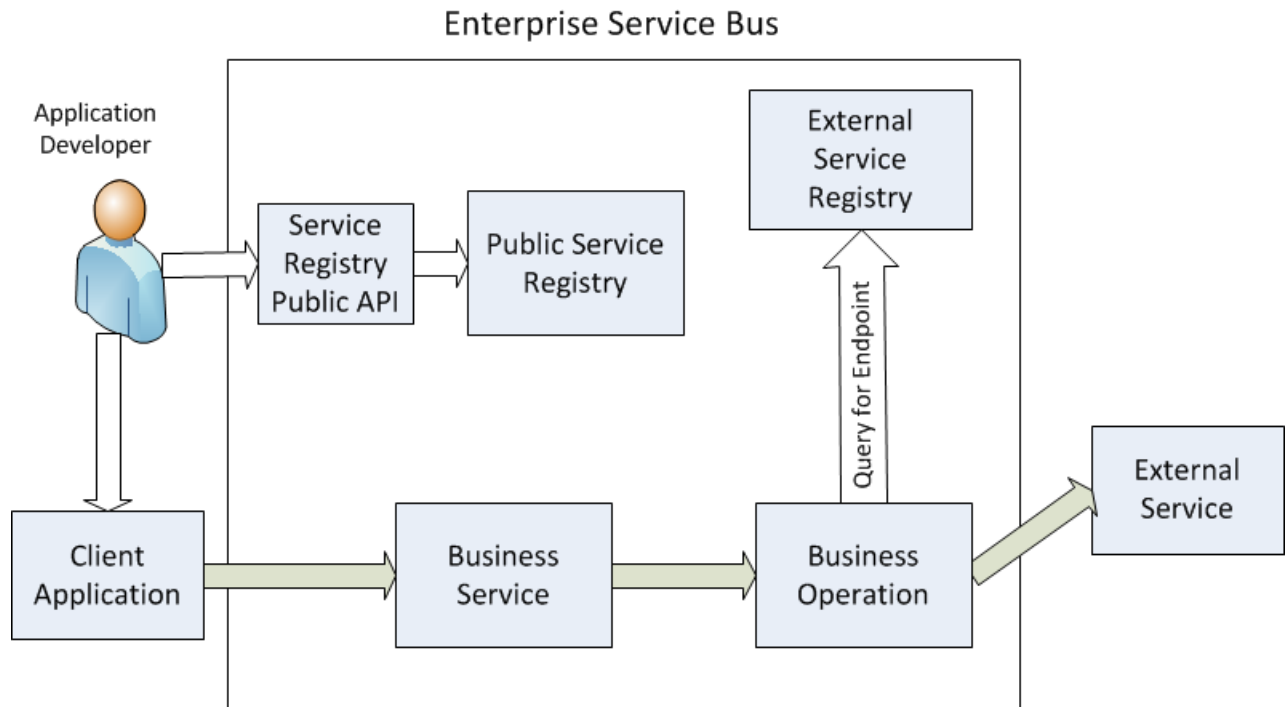 Enterprise Service Bus
Application
Developer
External
Service
Registry
Service
Registry
Public API
Public Service
Registry
Query for Endpoint
External
Service
Client
Application
Business
Service
Business
Operation